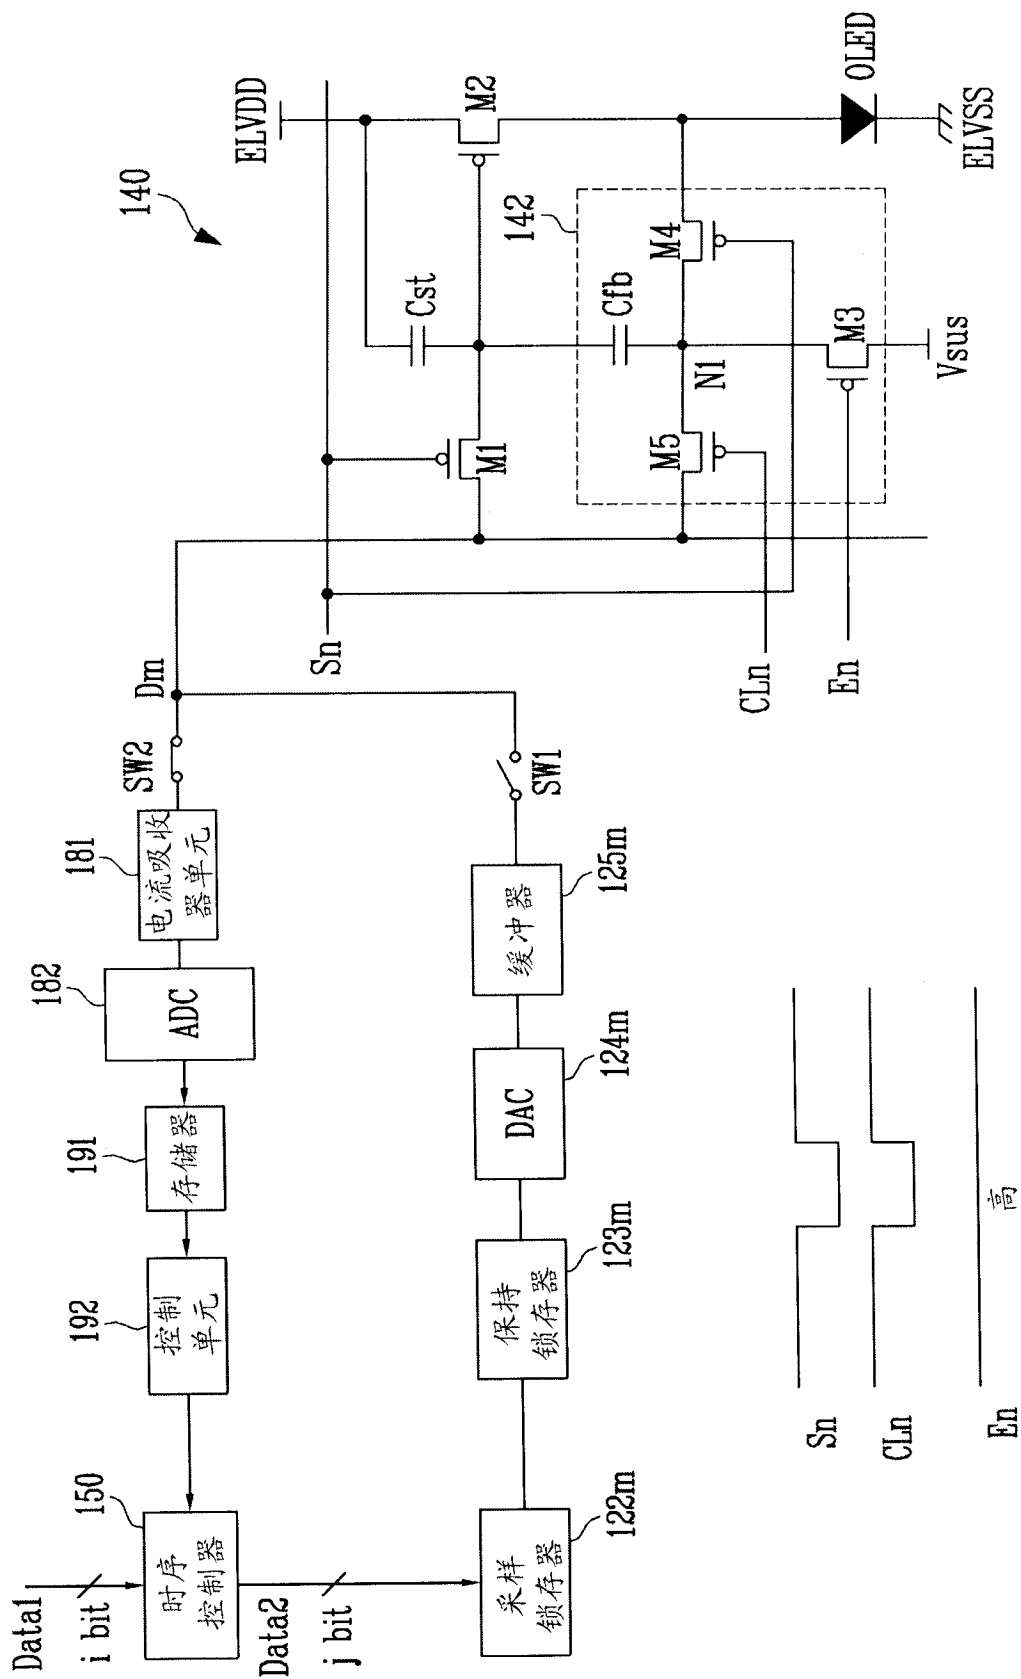 140
ELVDD
Cst
M2
M1
142
Cfb
M4
M5
N1
M3
Vsus
OLED
ELVSS
Dm
Sn
CLn
En
SW2
SW1
181
电流吸收
器单元
182
ADC
191
存储器
192
控制
单元
150
时序
控制器
Data1
i bit
Data2
j bit
125m
缓冲器
124m
DAC
123m
保持
锁存器
122m
采样
锁存器
Sn
CLn
En
高